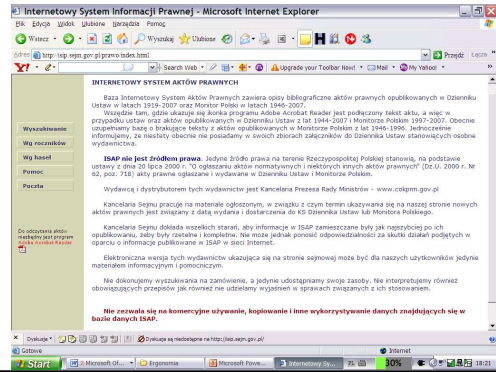 Internetowy System Informacji Prawnej - Microsoft Internet Explorer
Plik Edycja Widok Ulubione Narzędzia Pomoc
Wstecz Wyszukaj Ulubione
Adres http://isip.sejm.gov.pl/prawo/index.html Przejdź Łącza
Y! Search Web Upgrade your Toolbar Now! Mail My Yahoo!
INTERNETOWY SYSTEM AKTÓW PRAWNYCH
Baza Internetowy System Aktów Prawnych zawiera opisy bibliograficzne aktów prawnych opublikowanych w Dzienniku
Ustaw w latach 1919-2007 oraz Monitor Polski w latach 1946-2007.
Wszędzie tam, gdzie ukazuje się ikonka programu Adobe Acrobat Reader jest podłączony tekst aktu, a więc w
przypadku ustaw oraz aktów opublikowanych w Dzienniku Ustaw z lat 1944-2007 i Monitorze Polskim 1997-2007. Obecnie
uzupełniamy bazę o brakujące teksty z aktów opublikowanych w Monitorze Polskim z lat 1946-1996. Jednocześnie
informujemy, że niestety obecnie nie posiadamy w swoich zbiorach załączników do Dziennika Ustaw stanowiących osobne
wydawnictwa.
Wyszukiwanie
Wg roczników
Wg haseł
Pomoc
Poczta
ISAP nie jest źródłem prawa. Jedyne źródło prawa na terenie Rzeczpospolitej Polskiej stanowią, na podstawie
ustawy z dnia 20 lipca 2000 r. "O ogłaszaniu aktów normatywnych i niektórych innych aktów prawnych" (Dz.U. 2000 r. Nr
62, poz. 718) akty prawne ogłaszane i wydawane w Dzienniku Ustaw i Monitorze Polskim.
Wydawcą i dystrybutorem tych wydawnictw jest Kancelaria Prezesa Rady Ministrów - www.cokprm.gov.pl
Kancelaria Sejmu pracuje na materiale ogłoszonym, w związku z czym termin ukazywania się na naszej stronie nowych
aktów prawnych jest związany z datą wydania i dostarczenia do KS Dziennika Ustaw lub Monitora Polskiego.
Do odczytania aktów
niezbędny jest program
Adobe Acrobat Reader
Kancelaria Sejmu dokłada wszelkich starań, aby informacje w ISAP zamieszczane były jak najszybciej po ich
opublikowaniu, żeby były rzetelne i kompletne. Nie może jednak ponosić odpowiedzialności za skutki działań podjętych w
oparciu o informacje publikowane w ISAP w sieci Internet.
Elektroniczna wersja tych wydawnictw ukazująca się na stronie sejmowej może być dla naszych użytkowników jedynie
materiałem informacyjnym i pomocniczym.
Nie dokonujemy wyszukiwania na zamówienie, a jedynie udostępniamy swoje zasoby. Nie interpretujemy również
obowiązujących przepisów jak również nie udzielamy wyjaśnień w sprawach związanych z ich stosowaniem.
Nie zezwala się na komercyjne używanie, kopiowanie i inne wykorzystywanie danych znajdujących się w
bazie danych ISAP.
Dyskusje Dyskusje są niedostępne na http://isip.sejm.gov.pl/
Gotowe Internet
Start 2 Microsoft Of... Ergonomia Microsoft Powe... Internetowy Sy... PL 30% 18:21